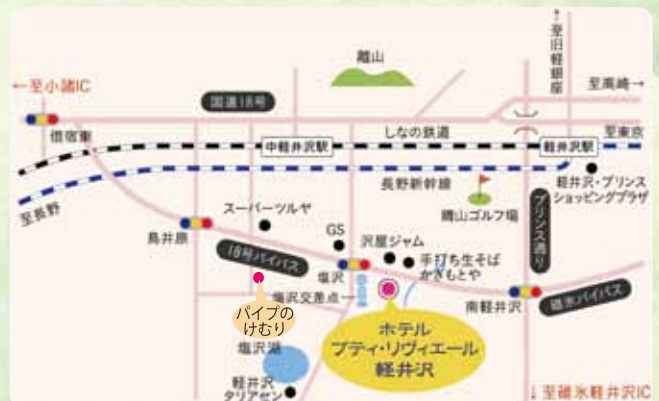 離山
至旧軽銀座
至高崎→
←至小諸IC
国道18号
借宿東
中軽井沢駅
しなの鉄道
軽井沢駅
至東京
長野新幹線
軽井沢・プリンス
ショッピングプラザ
至長野
スーパーツルヤ
晴山ゴルフ場
プリンス通り
鳥井原
GS
沢屋ジャム
18号バイパス
塩沢
手打ち生そば
かぎもとや
塩沢交差点→
南軽井沢
碓氷バイパス
パイプの
けむり
ホテル
プティ・リヴィエール
軽井沢
塩沢湖
軽井沢
タリアセン
↓至碓氷軽井沢IC